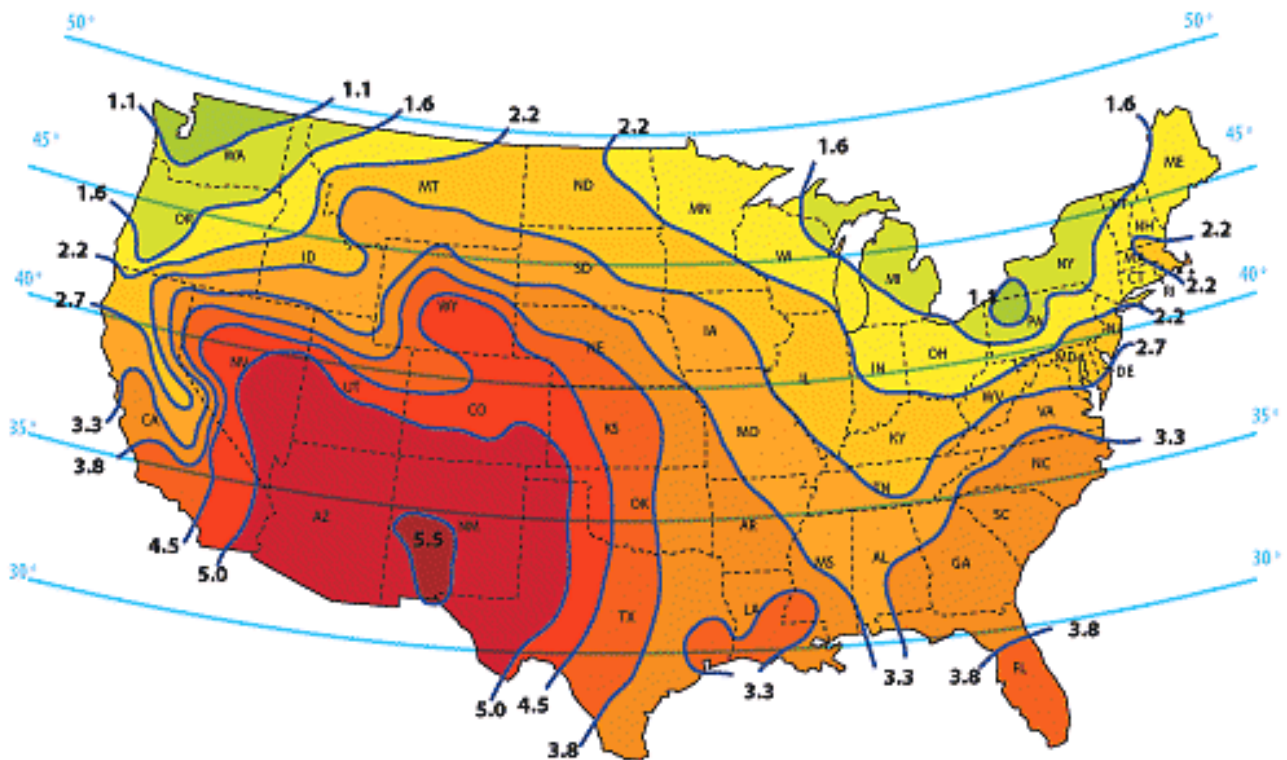 50°
50°
1.1
1.1
1.6
2.2
2.2
1.6
1.6
45°
45°
WA
MT
ND
MN
ME
1.6
OR
VT
NH
2.2
2.2
ID
SD
WI
MI
NY
CT
RI
2.2
40°
40°
2.7
WY
1.1
PA
2.2
IA
NE
OH
IN
MD
2.7
NV
UT
IL
DE
CO
WV
CA
3.3
KS
MO
KY
VA
3.3
35°
35°
3.8
NC
TN
OK
AZ
NM
AR
SC
5.5
4.5
MS
AL
GA
5.0
30°
30°
LA
TX
3.8
3.8
FL
3.3
3.3
5.0
4.5
3.8